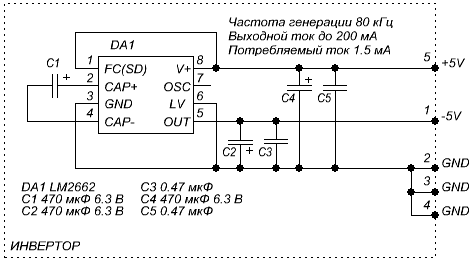 Частота генерации 80 кГц
Выходной ток до 200 мА
Потребляемый ток 1.5 мА
DA1
1 FC(SD) V+ 8
2 CAP+ OSC 7
3 GND LV 6
4 CAP- OUT 5
C1 +
C4 +
C5
C2 +
C3
5 +5V
1 -5V
2 GND
3 GND
4 GND
DA1 LM2662 C3 0.47 мкФ
C1 470 мкФ 6.3 В C4 470 мкФ 6.3 В
C2 470 мкФ 6.3 В C5 0.47 мкФ
ИНВЕРТОР